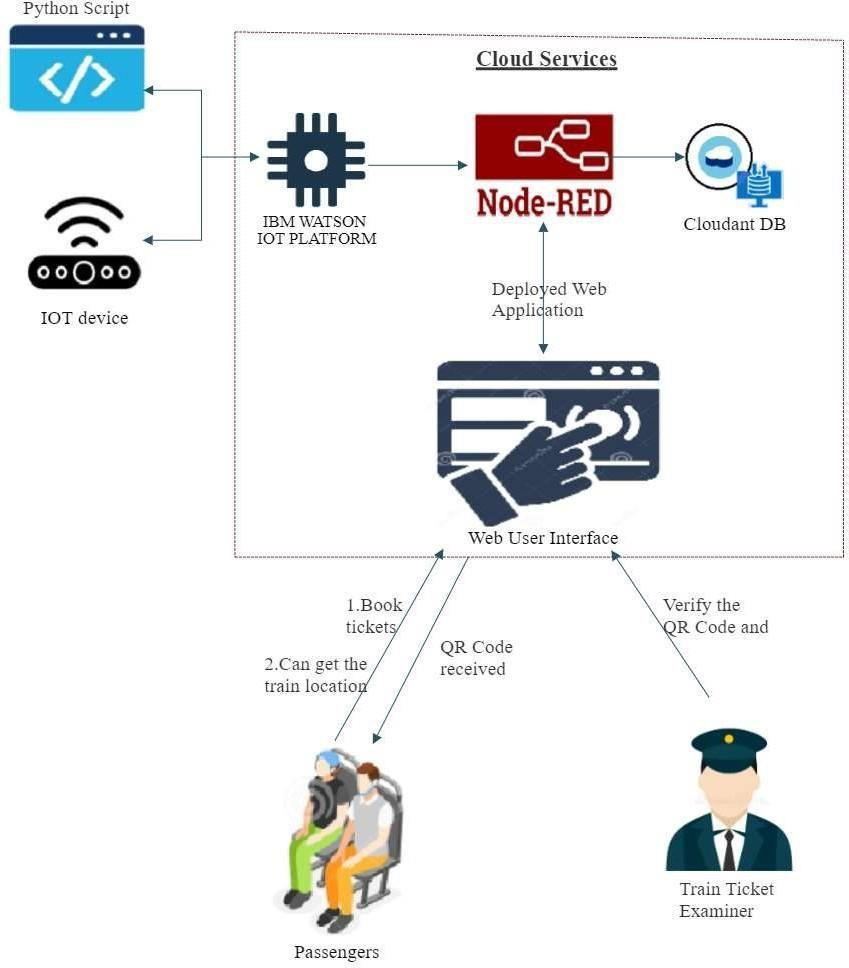 Python Script
Cloud Services
IBM WATSON
IOT PLATFORM
Node-RED
Cloudant DB
IOT device
Deployed Web
Application
Web User Interface
1.Book
tickets
2.Can get the
train location
QR Code
received
Verify the
QR Code and
Train Ticket
Examiner
Passengers